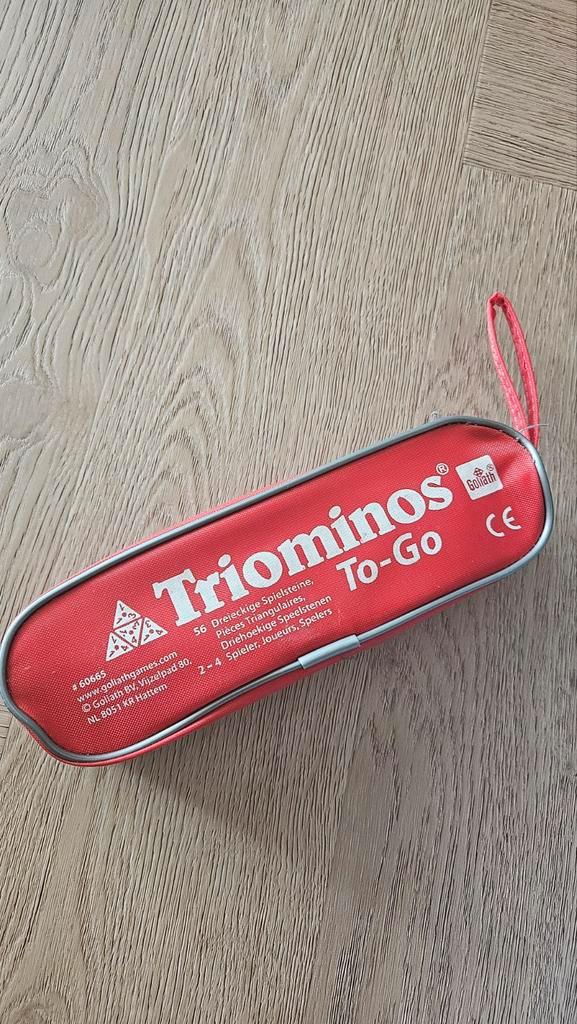 Triominos®
To-Go
Goliath®
CE
56 Dreieckige Spielsteine,
Pièces Triangulaires,
Driehoekige Speelstenen
2 - 4 Spieler, Joueurs, Spelers
# 60665
www.goliathgames.com
© Goliath BV, Vijzelpad 80,
NL 8051 KR Hattem